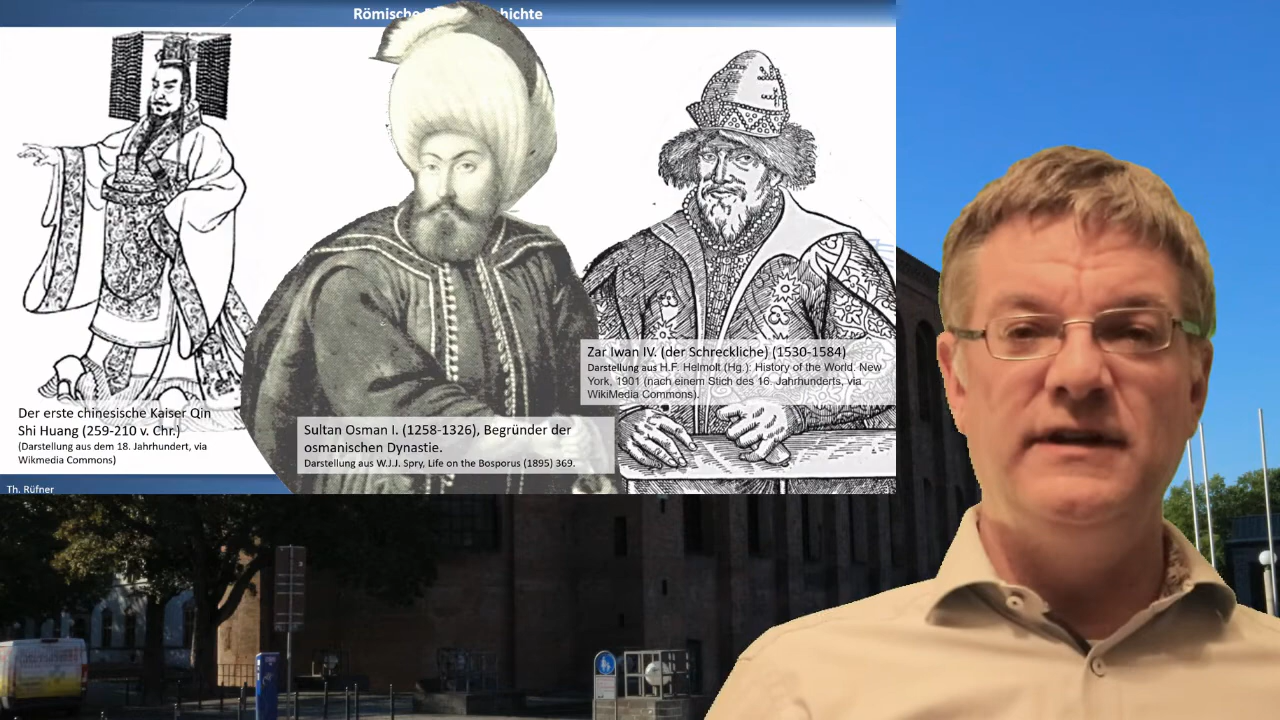 Römische
chichte
Der erste chinesische Kaiser Qin
Shi Huang (259-210 v. Chr.)
(Darstellung aus dem 18. Jahrhundert, via
Wikmedia Commons)
Sultan Osman I. (1258-1326), Begründer der
osmanischen Dynastie.
Darstellung aus W.J.J. Spry, Life on the Bosporus (1895) 369.
Zar Iwan IV. (der Schreckliche) (1530-1584)
Darstellung aus H.F. Helmolt (Hg.): History of the World. New
York, 1901 (nach einem Stich des 16. Jahrhunderts, via
WikiMedia Commons).
Th. Rüfner